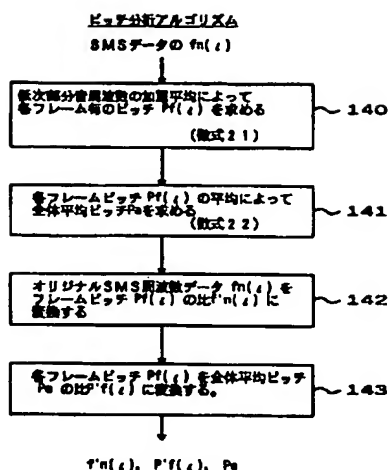 ピッチ分析アルゴリズム
SMSデータの fn(ℓ)
低次部分音周波数の加重平均によって
各フレーム毎のピッチ Pf(ℓ) を求める
(数式21)
140
各フレームピッチ Pf(ℓ) の平均によって
全体平均ピッチPaを求める
(数式22)
141
オリジナルSMS周波数データ fn(ℓ) を
フレームピッチ Pf(ℓ) の比f'n(ℓ) に
変換する
142
各フレームピッチ Pf(ℓ) を全体平均ピッチ
Pa の比P'f(ℓ) に変換する。
143
f'n(ℓ), P'f(ℓ), Pa